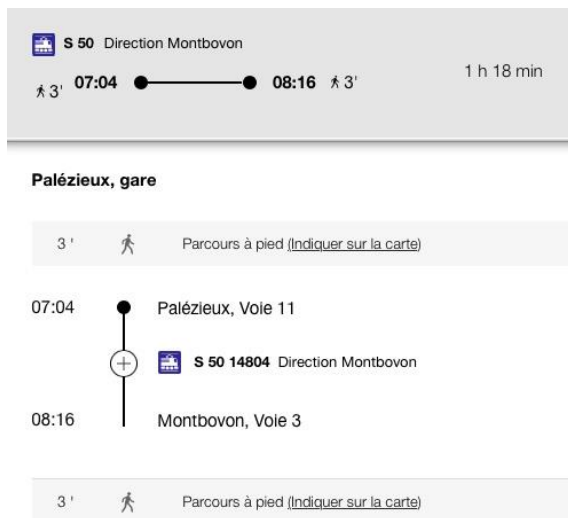 S 50 Direction Montbovon
3' 07:04 08:16 3' 1 h 18 min
Palézieux, gare
3 ' Parcours à pied (Indiquer sur la carte)
07:04 Palézieux, Voie 11
S 50 14804 Direction Montbovon
08:16 Montbovon, Voie 3
3 ' Parcours à pied (Indiquer sur la carte)